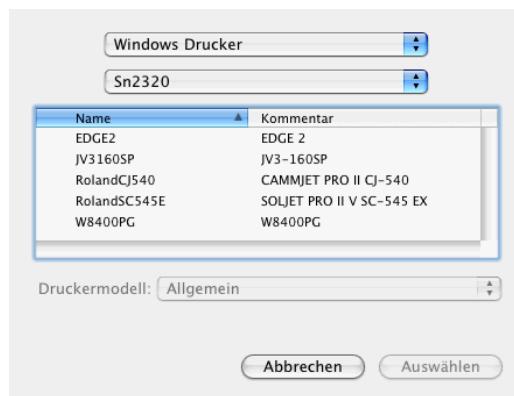 Windows Drucker
Sn2320
Name Kommentar
EDGE2 EDGE 2
JV3160SP JV3-160SP
RolandCJ540 CAMMJET PRO II CJ-540
RolandSC545E SOLJET PRO II V SC-545 EX
W8400PG W8400PG
Druckermodell: Allgemein
Abbrechen Auswählen